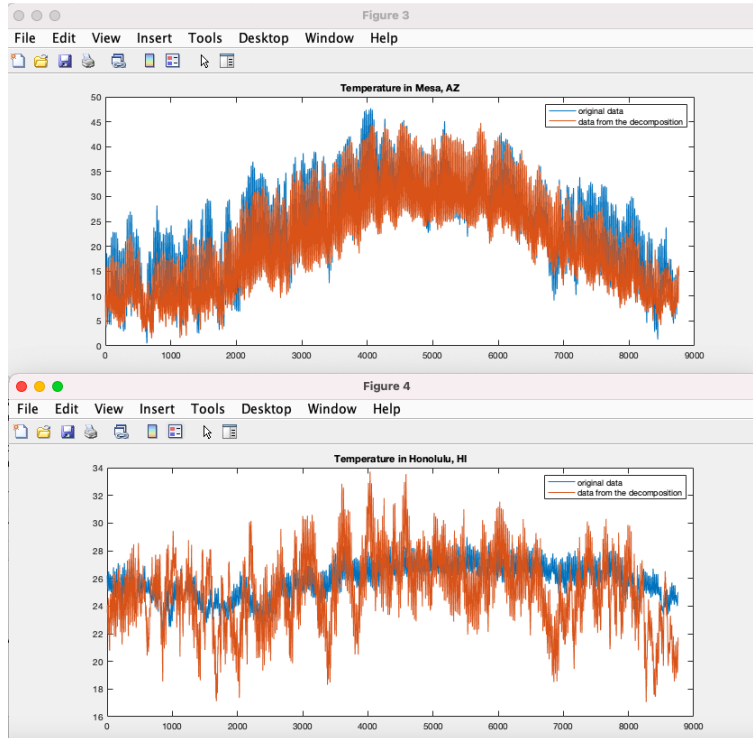 Figure 3
File Edit View Insert Tools Desktop Window Help
Temperature in Mesa, AZ
original data
data from the decomposition
50
45
40
35
30
25
20
15
10
5
0
0 1000 2000 3000 4000 5000 6000 7000 8000 9000
Figure 4
File Edit View Insert Tools Desktop Window Help
Temperature in Honolulu, HI
original data
data from the decomposition
34
32
30
28
26
24
22
20
18
16
0 1000 2000 3000 4000 5000 6000 7000 8000 9000